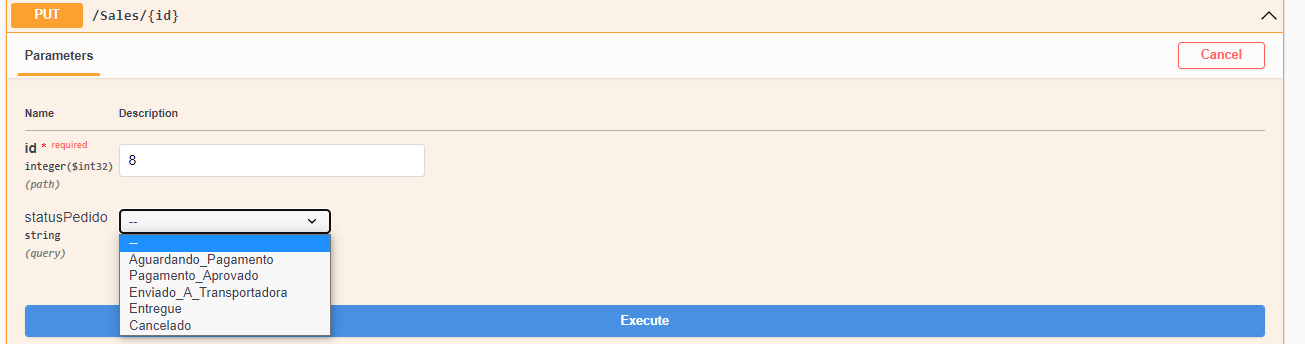 PUT /Sales/{id}
Parameters
Cancel
Name Description
id * required
integer($int32)
(path)
8
statusPedido
string
(query)
--
--
Aguardando_Pagamento
Pagamento_Aprovado
Enviado_A_Transportadora
Entregue
Cancelado
Execute